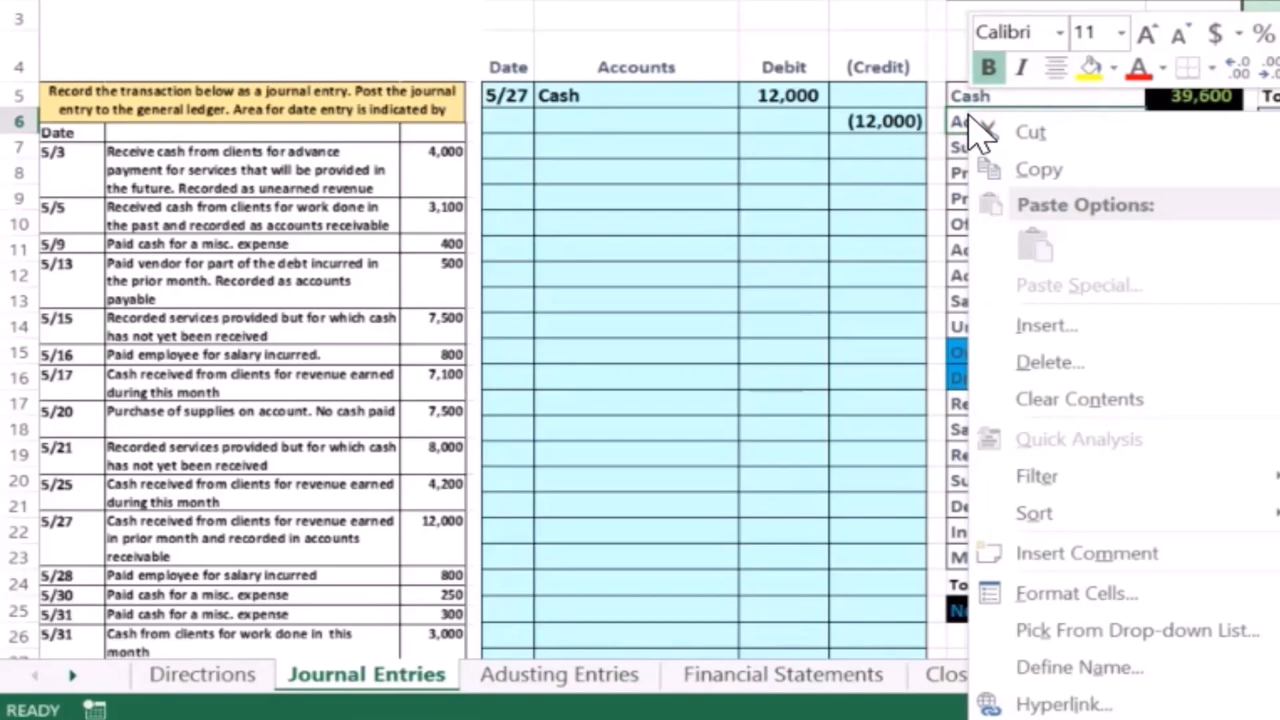 Calibri 11 A A $ %
B I A
3
4 Date Accounts Debit (Credit)
5 Record the transaction below as a journal entry. Post the journal
entry to the general ledger. Area for date entry is indicated by
5/27 Cash 12,000
Cash 39,600 To
6 (12,000)
Date
7 5/3 Receive cash from clients for advance 4,000
8 payment for services that will be provided in
the future. Recorded as unearned revenue
9 5/5 Received cash from clients for work done in 3,100
10 the past and recorded as accounts receivable
11 5/9 Paid cash for a misc. expense 400
12 5/13 Paid vendor for part of the debt incurred in 500
the prior month. Recorded as accounts
13 payable
14 5/15 Recorded services provided but for which cash 7,500
has not yet been received
15 5/16 Paid employee for salary incurred. 800
16 5/17 Cash received from clients for revenue earned 7,100
during this month
17 5/20 Purchase of supplies on account. No cash paid 7,500
18
19 5/21 Recorded services provided but for which cash 8,000
has not yet been received
20 5/25 Cash received from clients for revenue earned 4,200
21 during this month
22 5/27 Cash received from clients for revenue earned 12,000
in prior month and recorded in accounts
23 receivable
24 5/28 Paid employee for salary incurred 800
5/30 Paid cash for a misc. expense 250
25 5/31 Paid cash for a misc. expense 300
26 5/31 Cash from clients for work done in this 3,000
month
Cut
Copy
Paste Options:
Paste Special...
Insert...
Delete...
Clear Contents
Quick Analysis
Filter
Sort
Insert Comment
Format Cells...
Pick From Drop-down List...
Define Name...
Hyperlink...
Directions Journal Entries Adusting Entries Financial Statements Clos
READY